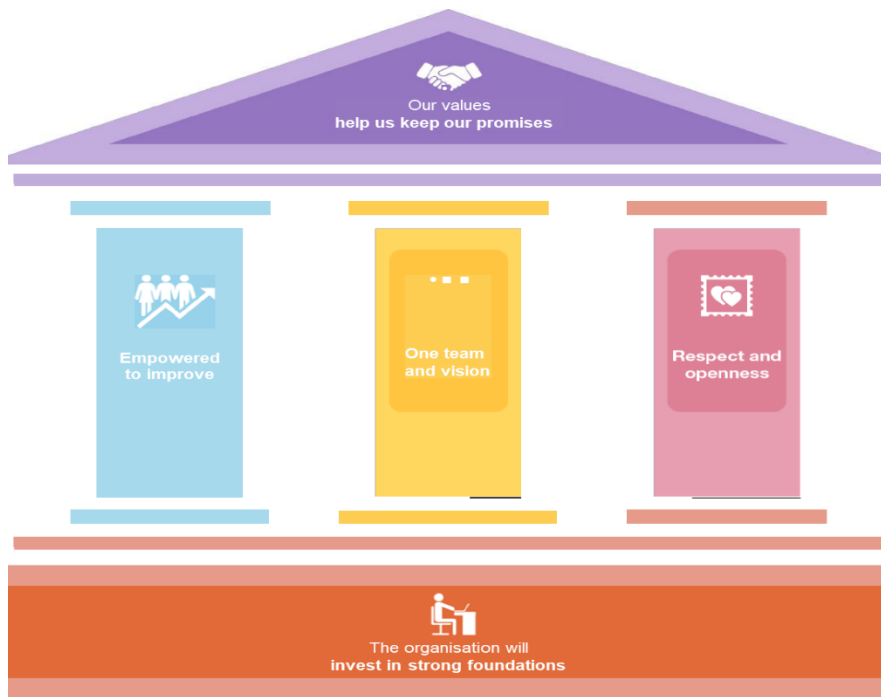 Our values
help us keep our promises
Empowered
to improve
One team
and vision
Respect and
openness
The organisation will
invest in strong foundations